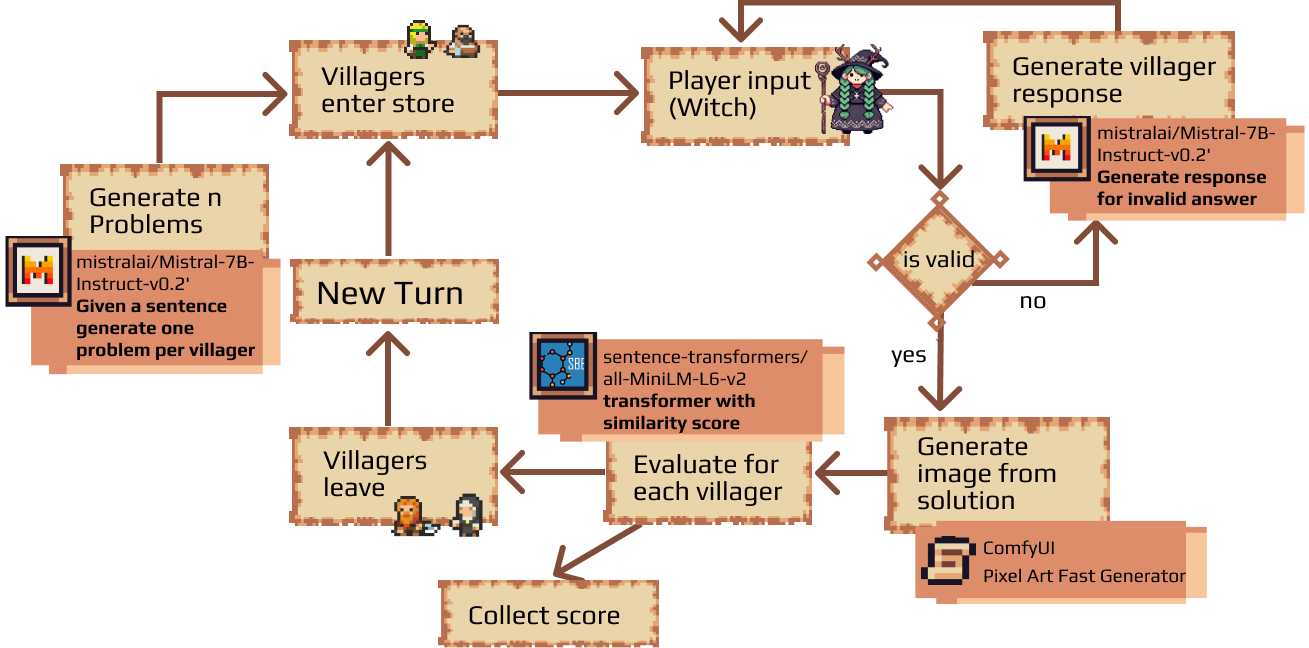 Villagers
enter store
Player input
(Witch)
Generate villager
response
mistralai/Mistral-7B-
Instruct-v0.2'
Generate response
for invalid answer
Generate n
Problems
mistralai/Mistral-7B-
Instruct-v0.2'
Given a sentence
generate one
problem per villager
New Turn
is valid
no
yes
sentence-transformers/
all-MiniLM-L6-v2
transformer with
similarity score
Villagers
leave
Evaluate for
each villager
Generate
image from
solution
ComfyUI
Pixel Art Fast Generator
Collect score